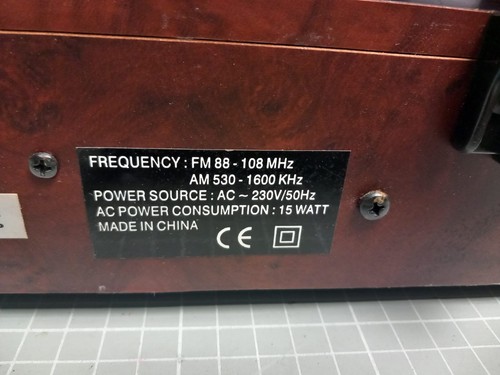 FREQUENCY : FM 88 - 108 MHz
AM 530 - 1600 KHz
POWER SOURCE : AC ~ 230V/50Hz
AC POWER CONSUMPTION : 15 WATT
MADE IN CHINA
CE